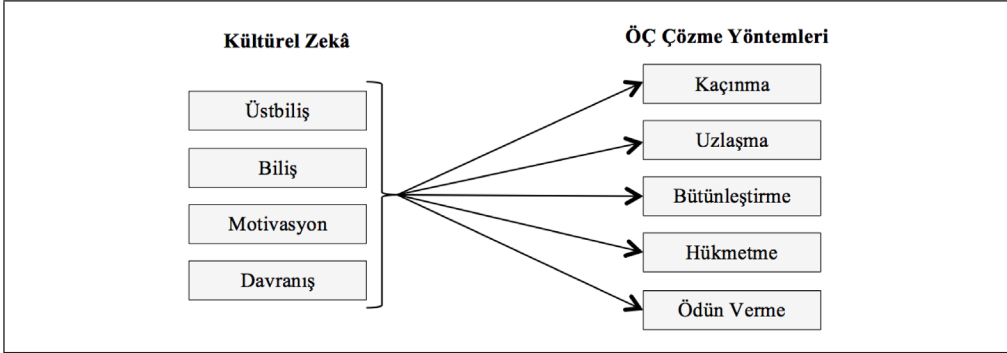 Kültürel Zekâ
Üstbiliş
Biliş
Motivasyon
Davranış
ÖÇ Çözme Yöntemleri
Kaçınma
Uzlaşma
Bütünleştirme
Hükmetme
Ödün Verme